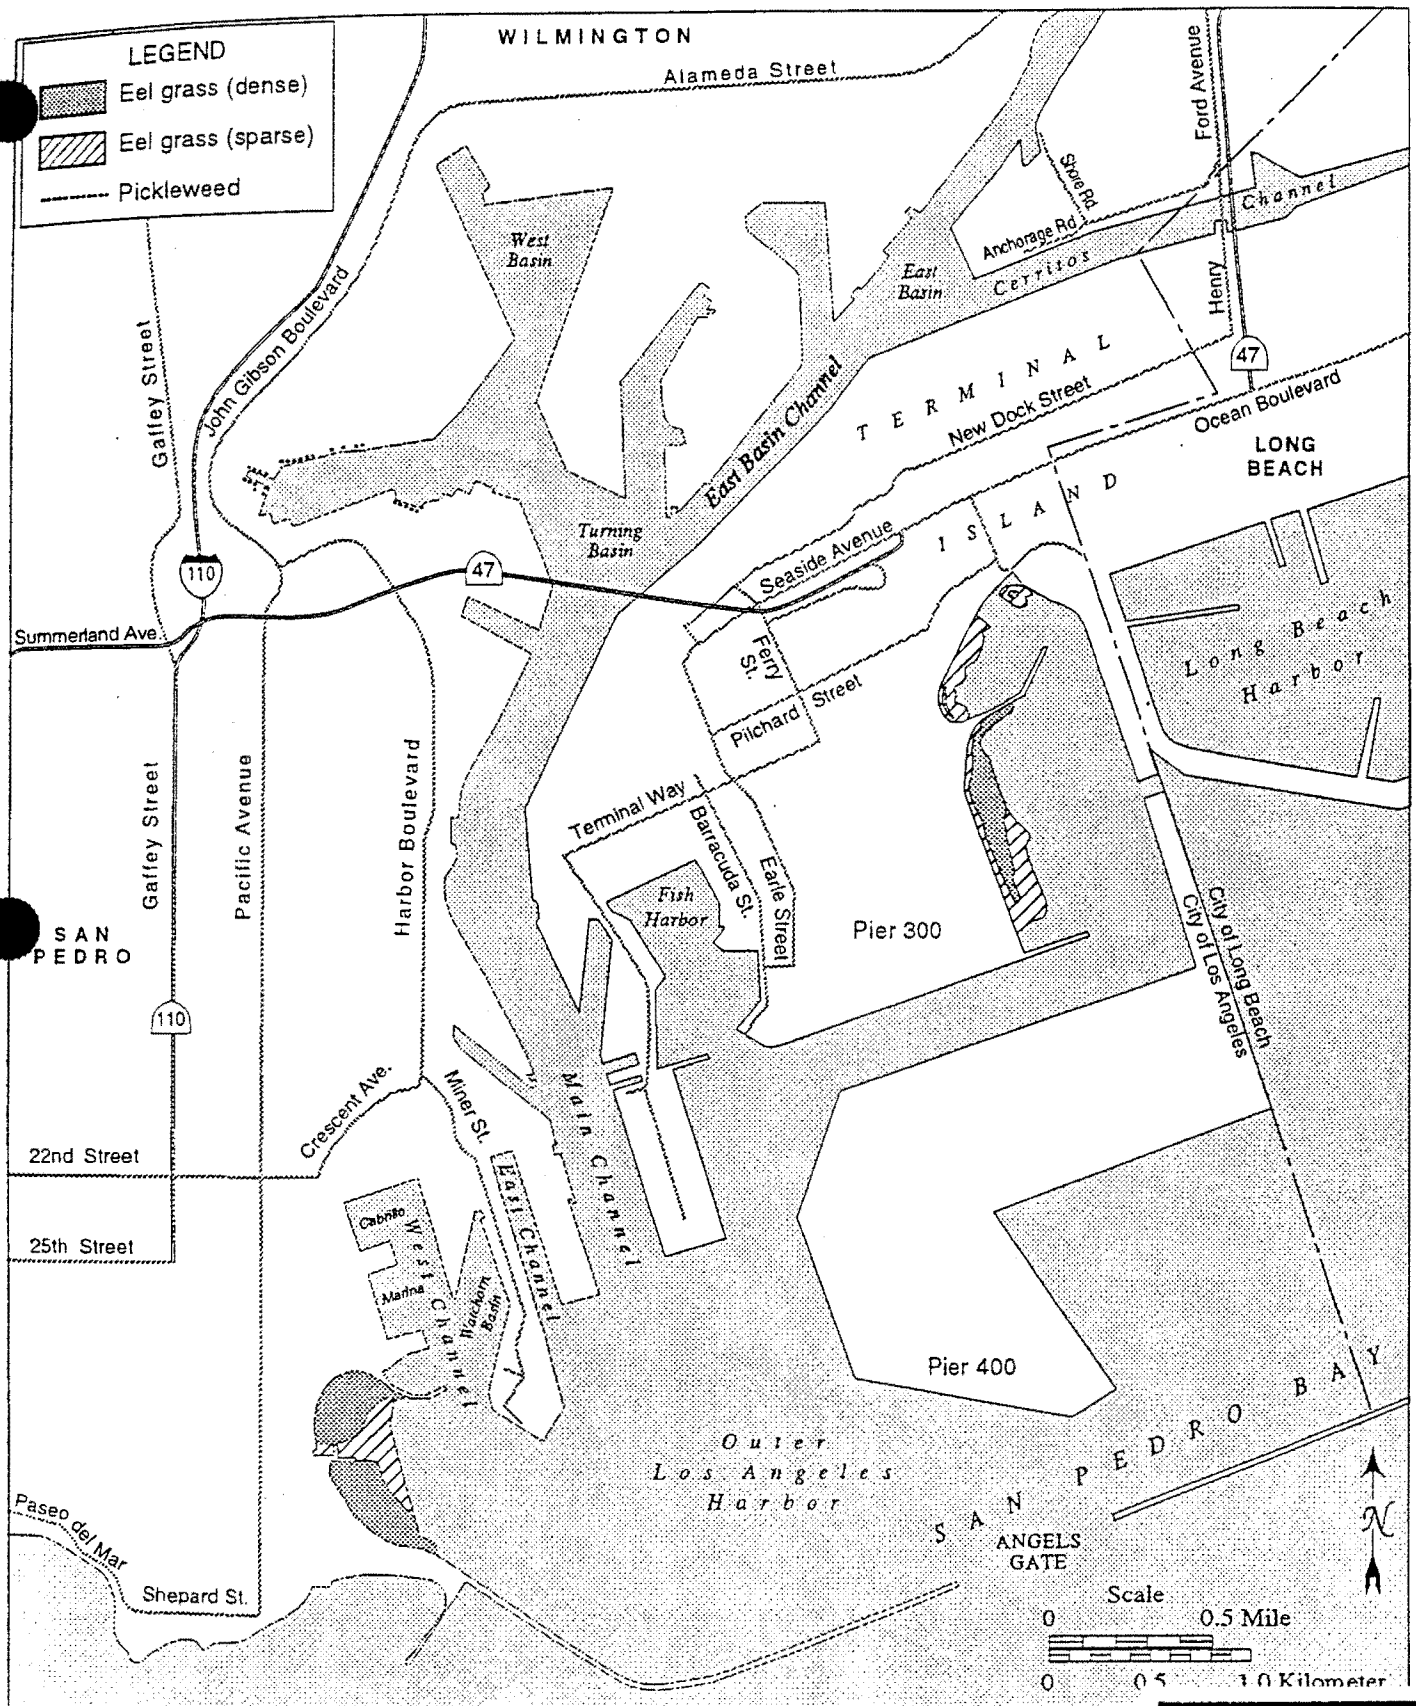 LEGEND
Eel grass (dense)
Eel grass (sparse)
Pickleweed
WILMINGTON
Alameda Street
Ford Avenue
Shore Rd.
Channel
Anchorage Rd
Cerritos
West
Basin
East
Basin
Henry
Gaffey Street
John Gibson Boulevard
47
TERMINAL
New Dock Street
East Basin Channel
Ocean Boulevard
LONG
BEACH
ISLAND
Turning
Basin
Seaside Avenue
110
47
Long Beach
Harbor
Summerland Ave.
Ferry
St.
Pilchard Street
Gaffey Street
Pacific Avenue
Harbor Boulevard
Terminal Way
Barracuda St.
Earle Street
Fish
Harbor
Pier 300
City of Long Beach
City of Los Angeles
SAN
PEDRO
110
Crescent Ave.
Miner St.
Main Channel
22nd Street
East Channel
Cabrillo
Marina
West Channel
Watchorn
Basin
25th Street
Pier 400
Outer
Los Angeles
Harbor
SAN PEDRO BAY
ANGELS
GATE
N
Paseo del Mar
Shepard St.
Scale
0 0.5 Mile
0 0.5 1.0 Kilometer